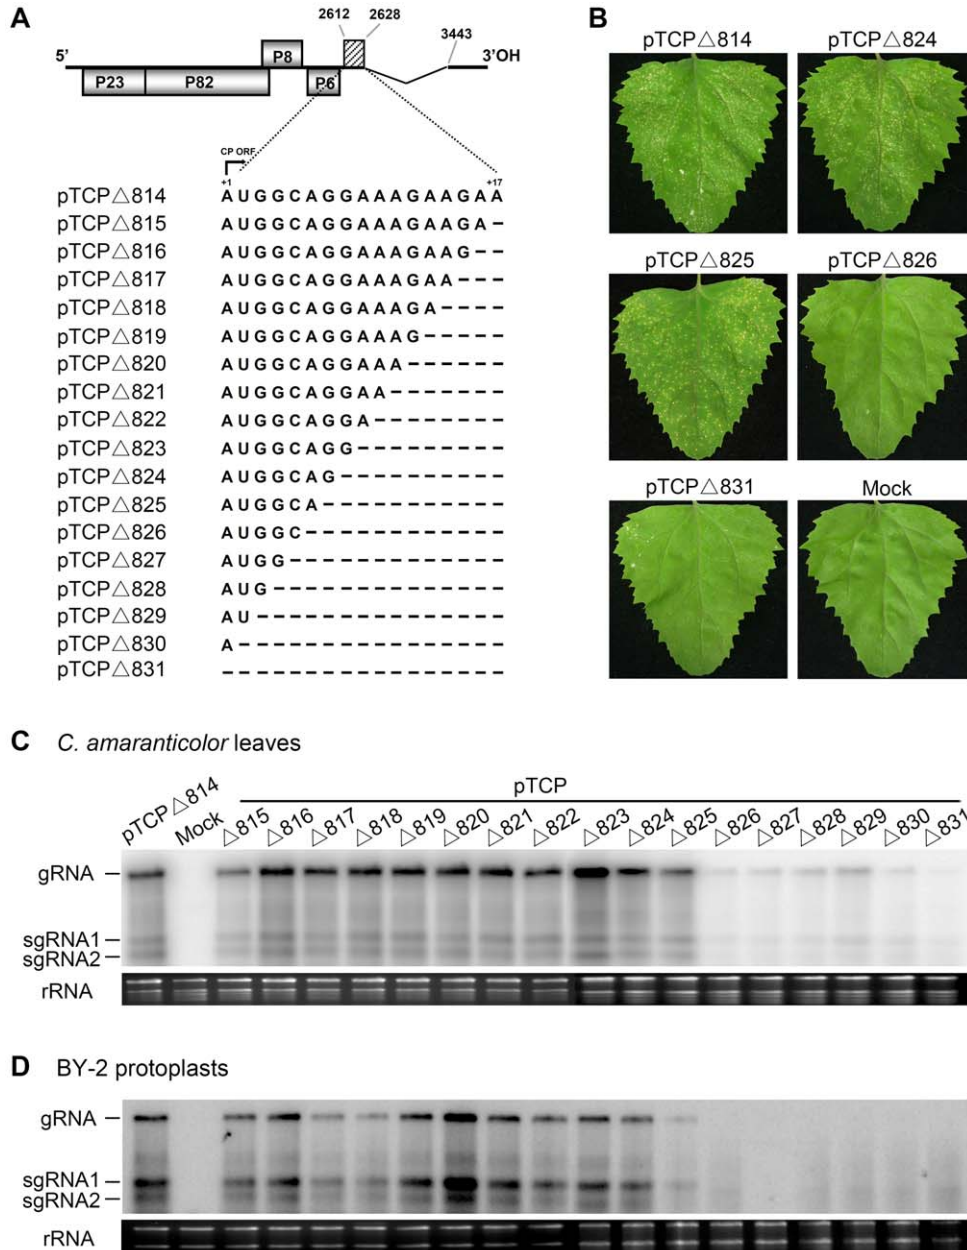 A
2612 2628
3443
5' P8 3'OH
P23 P82 P6
CP ORF
+1 +17
pTCP△814 AUGGCAGGAAAGAAGAA
pTCP△815 AUGGCAGGAAAGAAGA–
pTCP△816 AUGGCAGGAAAGAAG––
pTCP△817 AUGGCAGGAAAGAA–––
pTCP△818 AUGGCAGGAAAGA––––
pTCP△819 AUGGCAGGAAAG–––––
pTCP△820 AUGGCAGGAAA––––––
pTCP△821 AUGGCAGGAA–––––––
pTCP△822 AUGGCAGGA––––––––
pTCP△823 AUGGCAGG–––––––––
pTCP△824 AUGGCAG––––––––––
pTCP△825 AUGGCA–––––––––––
pTCP△826 AUGGC––––––––––––
pTCP△827 AUGG–––––––––––––
pTCP△828 AUG––––––––––––––
pTCP△829 AU–––––––––––––––
pTCP△830 A––––––––––––––––
pTCP△831 –––––––––––––––––
B
pTCP△814 pTCP△824
pTCP△825 pTCP△826
pTCP△831 Mock
C C. amaranticolor leaves
pTCP
pTCP△814 Mock △815 △816 △817 △818 △819 △820 △821 △822 △823 △824 △825 △826 △827 △828 △829 △830 △831
gRNA
sgRNA1
sgRNA2
rRNA
D BY-2 protoplasts
gRNA
sgRNA1
sgRNA2
rRNA